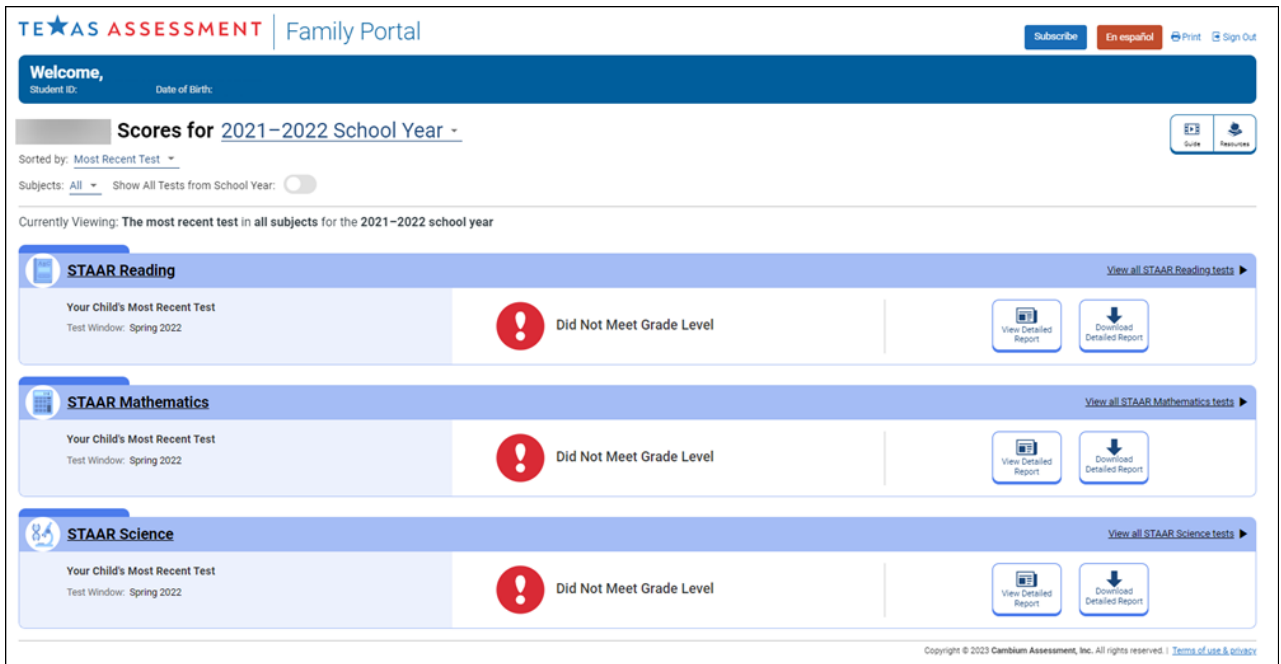 TEXAS ASSESSMENT Family Portal
Subscribe En español Print Sign Out
Welcome,
Student ID: Date of Birth:
Scores for 2021–2022 School Year
Guide Resources
Sorted by: Most Recent Test
Subjects: All Show All Tests from School Year:
Currently Viewing: The most recent test in all subjects for the 2021–2022 school year
STAAR Reading View all STAAR Reading tests
Your Child's Most Recent Test
Test Window: Spring 2022
Did Not Meet Grade Level
View Detailed
Report
Download
Detailed Report
STAAR Mathematics View all STAAR Mathematics tests
Your Child's Most Recent Test
Test Window: Spring 2022
Did Not Meet Grade Level
View Detailed
Report
Download
Detailed Report
STAAR Science View all STAAR Science tests
Your Child's Most Recent Test
Test Window: Spring 2022
Did Not Meet Grade Level
View Detailed
Report
Download
Detailed Report
Copyright © 2023 Cambium Assessment, Inc. All rights reserved. | Terms of use & privacy